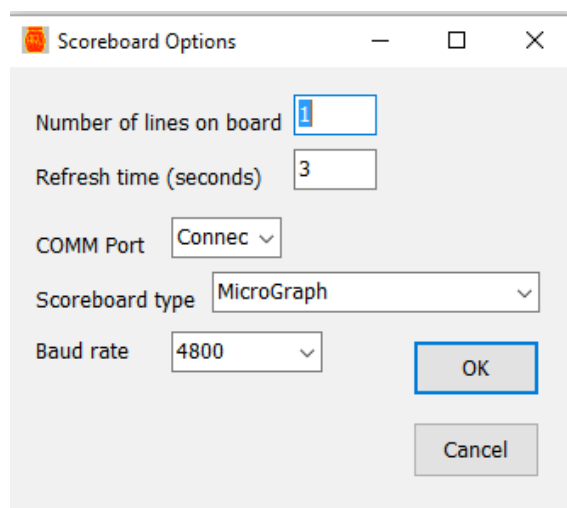 Scoreboard Options
Number of lines on board 1
Refresh time (seconds) 3
COMM Port Connec
Scoreboard type MicroGraph
Baud rate 4800
OK
Cancel